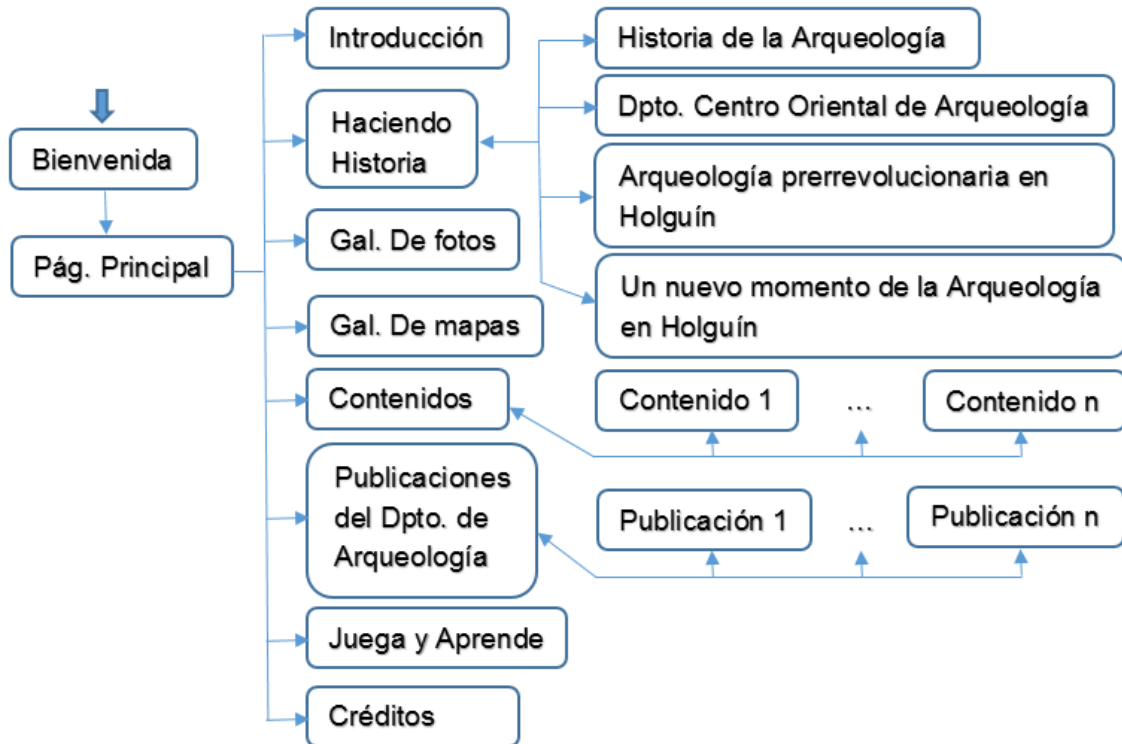 Bienvenida
Pág. Principal
Introducción
Haciendo
Historia
Gal. De fotos
Gal. De mapas
Contenidos
Publicaciones
del Dpto. de
Arqueología
Juega y Aprende
Créditos
Historia de la Arqueología
Dpto. Centro Oriental de Arqueología
Arqueología prerrevolucionaria en
Holguín
Un nuevo momento de la Arqueología
en Holguín
Contenido 1
...
Contenido n
Publicación 1
...
Publicación n